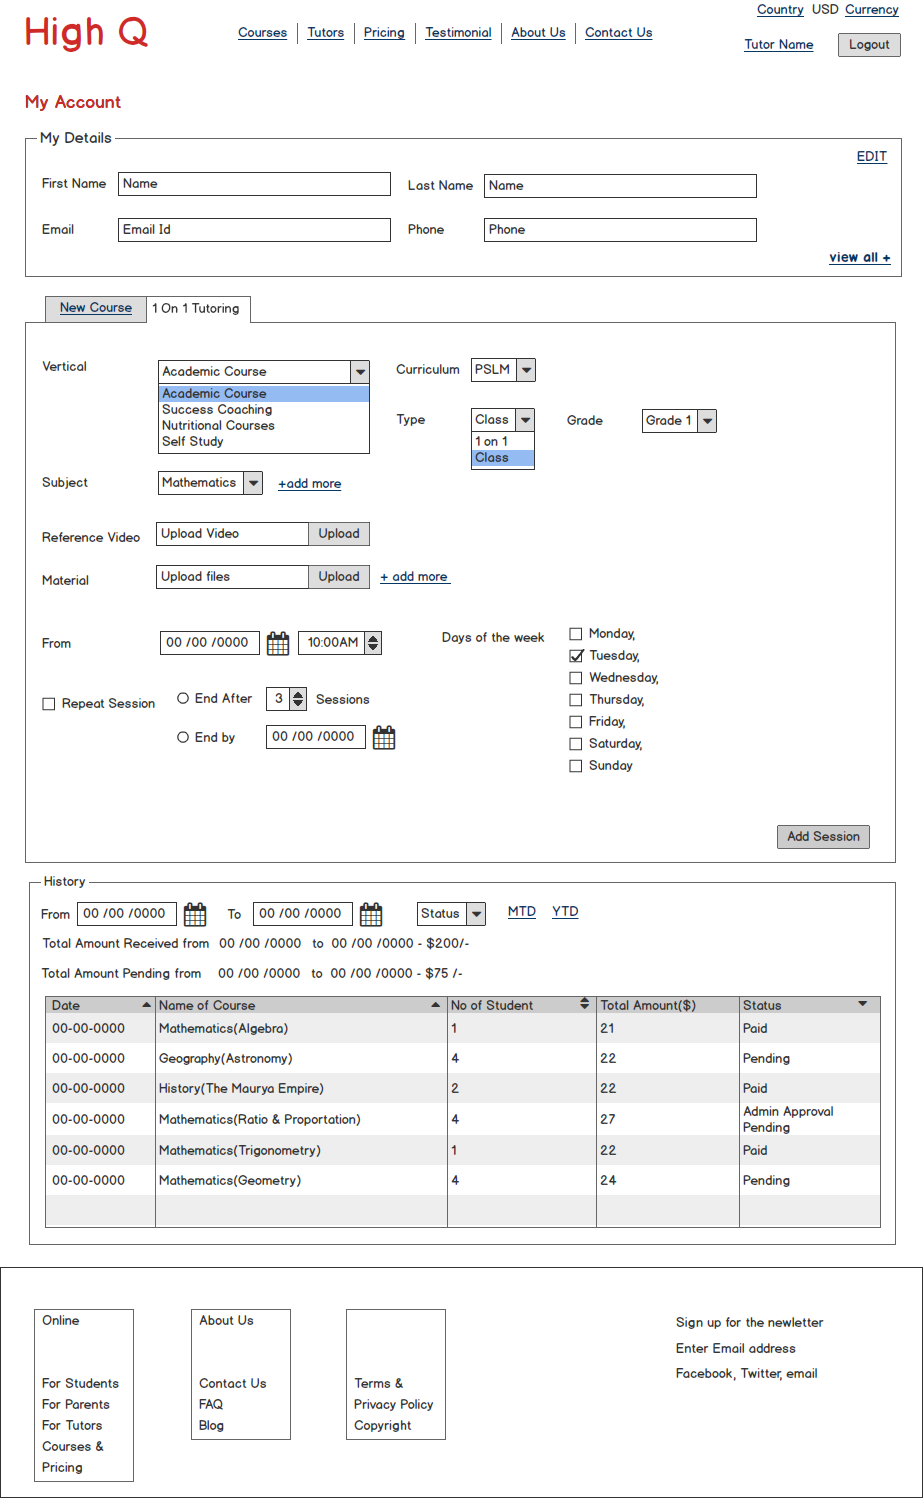 Country USD Currency
High Q
Courses Tutors Pricing Testimonial About Us Contact Us
Tutor Name Logout
My Account
My Details
EDIT
First Name Name Last Name Name
Email Email Id Phone Phone
view all +
New Course 1 On 1 Tutoring
Vertical Academic Course Curriculum PSLM
Academic Course
Success Coaching
Nutritional Courses
Self Study
Type Class Grade Grade 1
1 on 1
Class
Subject Mathematics +add more
Reference Video Upload Video Upload
Material Upload files Upload + add more
From 00 /00 /0000 10:00AM Days of the week
Monday,
Tuesday,
Wednesday,
Thursday,
Friday,
Saturday,
Sunday
Repeat Session End After 3 Sessions
End by 00 /00 /0000
Add Session
History
From 00 /00 /0000 To 00 /00 /0000 Status MTD YTD
Total Amount Received from 00 /00 /0000 to 00 /00 /0000 - $200/-
Total Amount Pending from 00 /00 /0000 to 00 /00 /0000 - $75 /-
Date Name of Course No of Student Total Amount($) Status
00-00-0000 Mathematics(Algebra) 1 21 Paid
00-00-0000 Geography(Astronomy) 4 22 Pending
00-00-0000 History(The Maurya Empire) 2 22 Paid
00-00-0000 Mathematics(Ratio & Proportation) 4 27 Admin Approval
Pending
00-00-0000 Mathematics(Trigonometry) 1 22 Paid
00-00-0000 Mathematics(Geometry) 4 24 Pending
Online
For Students
For Parents
For Tutors
Courses &
Pricing
About Us
Contact Us
FAQ
Blog
Terms &
Privacy Policy
Copyright
Sign up for the newletter
Enter Email address
Facebook, Twitter, email